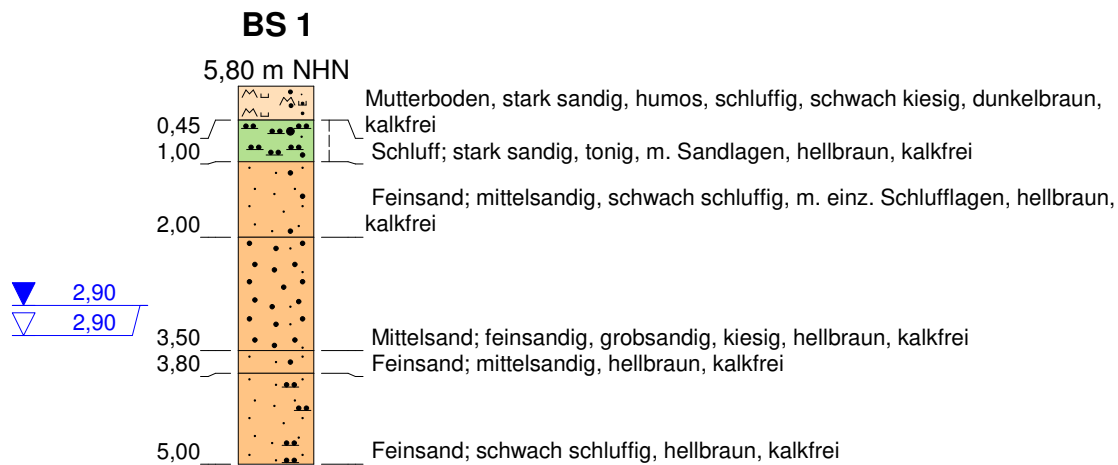 BS 1
5,80 m NHN
Mutterboden, stark sandig, humos, schluffig, schwach kiesig, dunkelbraun,
kalkfrei
0,45
1,00
Schluff; stark sandig, tonig, m. Sandlagen, hellbraun, kalkfrei
Feinsand; mittelsandig, schwach schluffig, m. einz. Schlufflagen, hellbraun,
kalkfrei
2,00
2,90
2,90
3,50
Mittelsand; feinsandig, grobsandig, kiesig, hellbraun, kalkfrei
3,80
Feinsand; mittelsandig, hellbraun, kalkfrei
5,00
Feinsand; schwach schluffig, hellbraun, kalkfrei